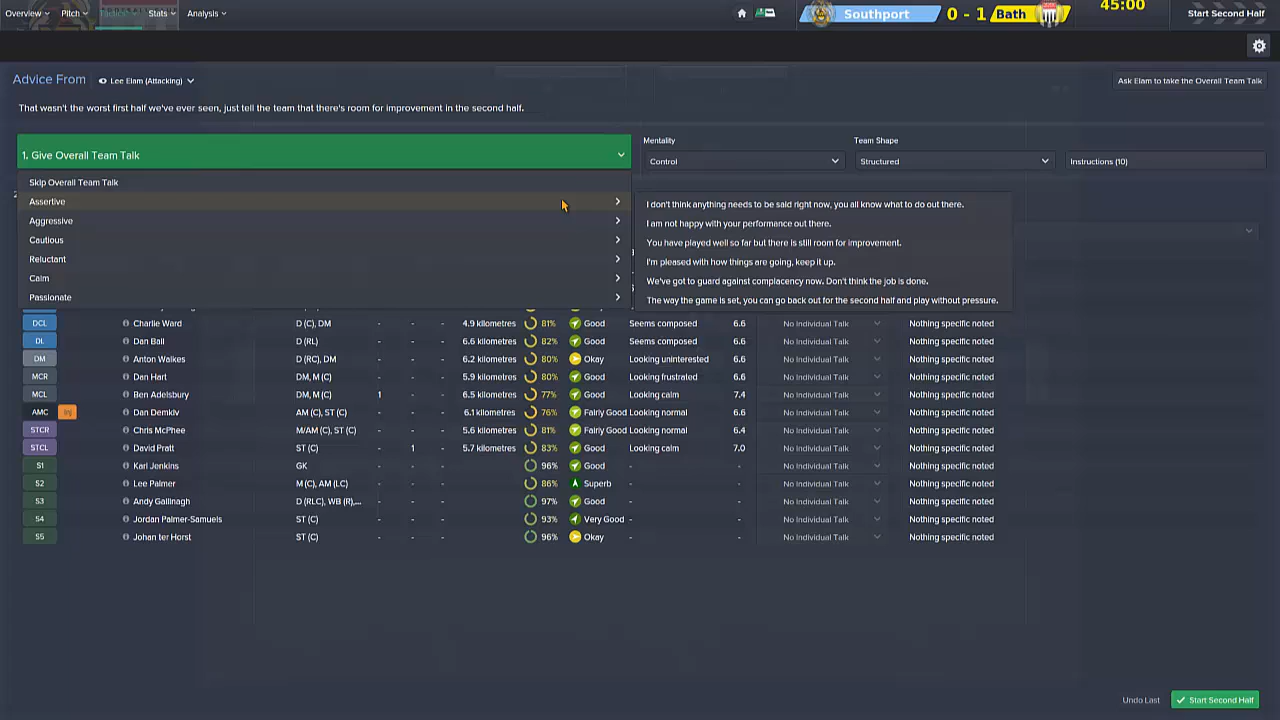 Overview Pitch Tactics Stats Analysis Southport 0 - 1 Bath 45:00 Start Second Half
Advice From Lee Elam (Attacking) Ask Elam to take the Overall Team Talk
That wasn't the worst first half we've ever seen, just tell the team that there's room for improvement in the second half.
Mentality Team Shape
1. Give Overall Team Talk Control Structured Instructions (10)
Skip Overall Team Talk
Assertive
Aggressive
Cautious
Reluctant
Calm
Passionate
I don't think anything needs to be said right now, you all know what to do out there.
I am not happy with your performance out there.
You have played well so far but there is still room for improvement.
I'm pleased with how things are going, keep it up.
We've got to guard against complacency now. Don't think the job is done.
The way the game is set, you can go back out for the second half and play without pressure.
DCL Charlie Ward D (C), DM - - - 4.9 kilometres 81% Good Seems composed 6.6 No Individual Talk Nothing specific noted
DL Dan Ball D (RL) - - - 6.6 kilometres 82% Good Seems composed 6.6 No Individual Talk Nothing specific noted
DM Anton Walkes D (RC), DM - - - 6.2 kilometres 80% Okay Looking uninterested 6.6 No Individual Talk Nothing specific noted
MCR Dan Hart DM, M (C) - - - 5.9 kilometres 80% Good Looking frustrated 6.6 No Individual Talk Nothing specific noted
MCL Ben Adelsbury DM, M (C) 1 - - 6.5 kilometres 77% Good Looking calm 7.4 No Individual Talk Nothing specific noted
AMC Inj Dan Demkiv AM (C), ST (C) - - - 6.1 kilometres 76% Fairly Good Looking normal 6.6 No Individual Talk Nothing specific noted
STCR Chris McPhee M/AM (C), ST (C) - - - 5.6 kilometres 81% Fairly Good Looking normal 6.4 No Individual Talk Nothing specific noted
STCL David Pratt ST (C) - 1 - 5.7 kilometres 83% Good Looking calm 7.0 No Individual Talk Nothing specific noted
S1 Karl Jenkins GK 96% Good - - No Individual Talk Nothing specific noted
S2 Lee Palmer M (C), AM (LC) - - - 86% Superb - - No Individual Talk Nothing specific noted
S3 Andy Gallinagh D (RLC), WB (R),... - - - 97% Good - - No Individual Talk Nothing specific noted
S4 Jordan Palmer-Samuels ST (C) - - - 93% Very Good - - No Individual Talk Nothing specific noted
S5 Johan ter Horst ST (C) - - - 96% Okay - - No Individual Talk Nothing specific noted
Undo Last Start Second Half